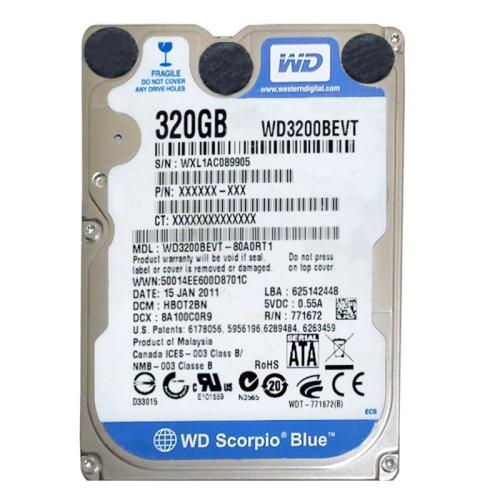 FRAGILE
DO NOT COVER
ANY DRIVE HOLES
WD
www.westerndigital.com
320GB WD3200BEVT
S/N: WXL1AC089905
P/N: XXXXXX-XXX
CT: XXXXXXXXXXXXXX
MDL: WD3200BEVT-80A0RT1
Product warranty will be void if seal, label or cover is removed or damaged.
Do not press on top cover.
WWN:50014EE600D8701C
DATE: 15 JAN 2011 LBA: 625142448
DCM: HBOT2BN 5VDC: 0.55A
DCX: 8A100C0R9 R/N: 771672
U.S. Patents: 6178056, 5956196, 6289484, 6263459
Product of Malaysia
Canada ICES-003 Class B/
NMB-003 Classe B
RoHS
SERIAL
ATA
D33015
E101559
N3565
20
WDT-771672(B)
ECS
WD Scorpio® Blue™